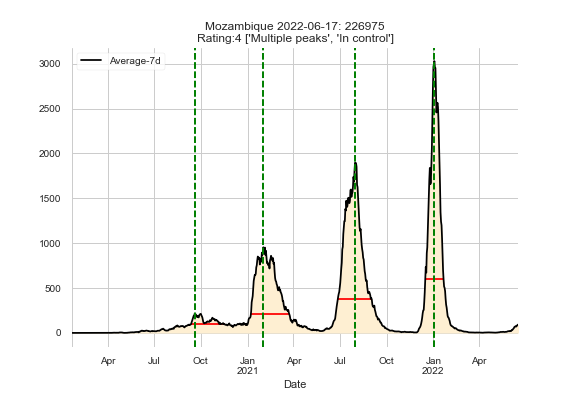 Mozambique 2022-06-17: 226975
Rating:4 ['Multiple peaks', 'In control']
Average-7d
3000
2500
2000
1500
1000
500
0
Apr Jul Oct Jan Apr Jul Oct Jan Apr
2021 2022
Date